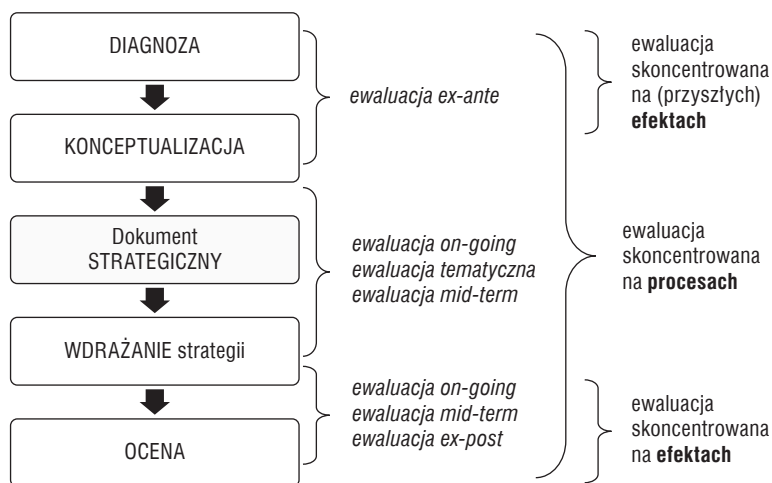 DIAGNOZA
KONCEPTUALIZACJA
Dokument
STRATEGICZNY
WDRAŻANIE strategii
OCENA
ewaluacja ex-ante
ewaluacja on-going
ewaluacja tematyczna
ewaluacja mid-term
ewaluacja on-going
ewaluacja mid-term
ewaluacja ex-post
ewaluacja
skoncentrowana
na (przyszłych)
efektach
ewaluacja
skoncentrowana
na procesach
ewaluacja
skoncentrowana
na efektach